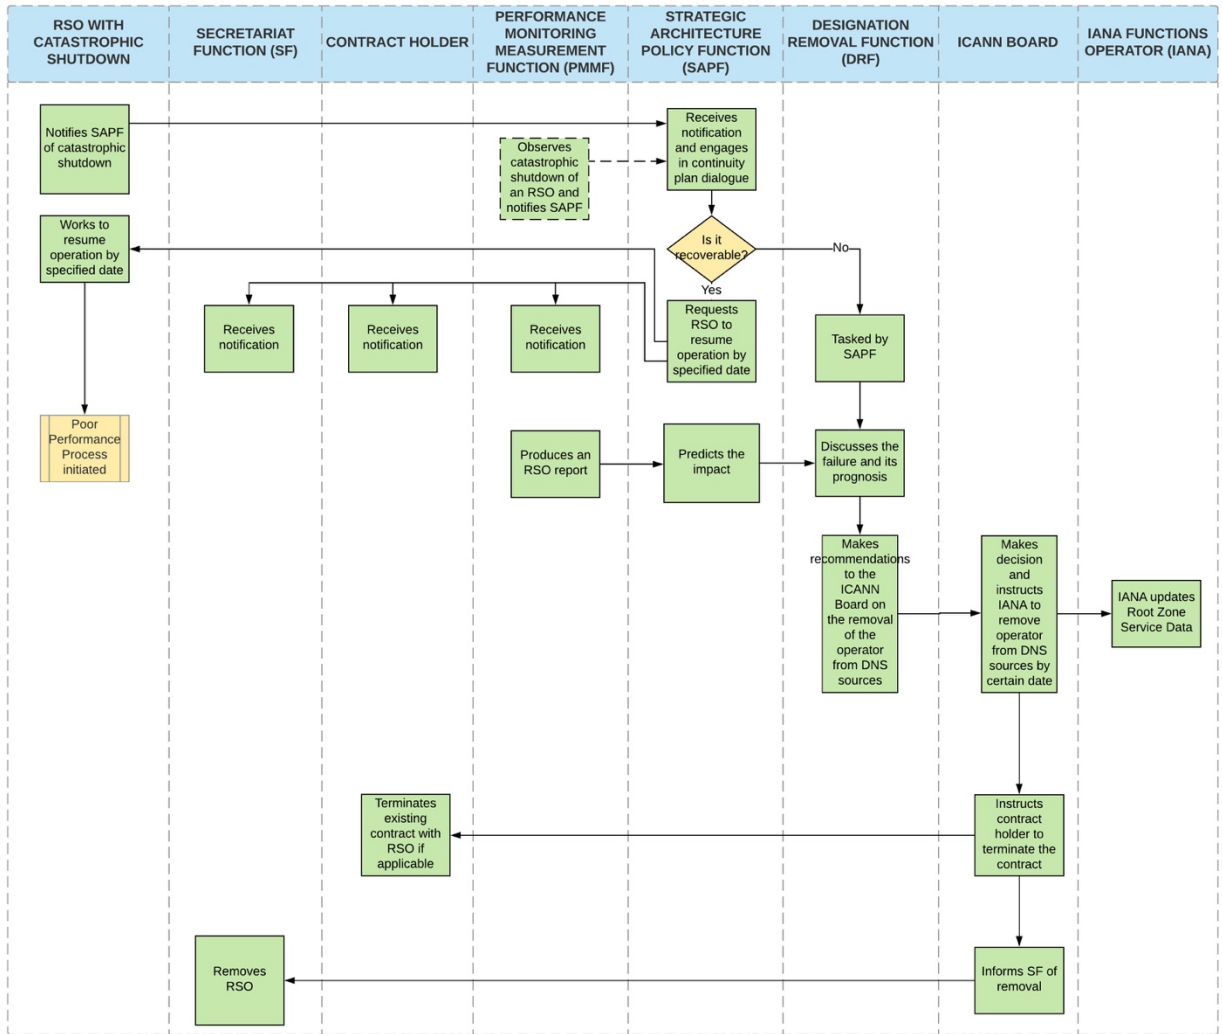 RSO WITH
CATASTROPHIC
SHUTDOWN
SECRETARIAT
FUNCTION (SF)
CONTRACT HOLDER
PERFORMANCE
MONITORING
MEASUREMENT
FUNCTION (PMMF)
STRATEGIC
ARCHITECTURE
POLICY FUNCTION
(SAPF)
DESIGNATION
REMOVAL FUNCTION
(DRF)
ICANN BOARD
IANA FUNCTIONS
OPERATOR (IANA)
Notifies SAPF
of catastrophic
shutdown
Observes
catastrophic
shutdown of
an RSO and
notifies SAPF
Receives
notification
and engages
in continuity
plan dialogue
Works to
resume
operation by
specified date
Is it
recoverable?
No
Yes
Receives
notification
Receives
notification
Receives
notification
Requests
RSO to
resume
operation by
specified date
Tasked by
SAPF
Poor
Performance
Process
initiated
Produces an
RSO report
Predicts the
impact
Discusses the
failure and its
prognosis
Makes
recommendations
to the
ICANN
Board on
the removal
of the
operator
from DNS
sources
Makes
decision
and
instructs
IANA to
remove
operator
from DNS
sources by
certain date
IANA updates
Root Zone
Service Data
Terminates
existing
contract with
RSO if
applicable
Instructs
contract
holder to
terminate the
contract
Removes
RSO
Informs SF of
removal